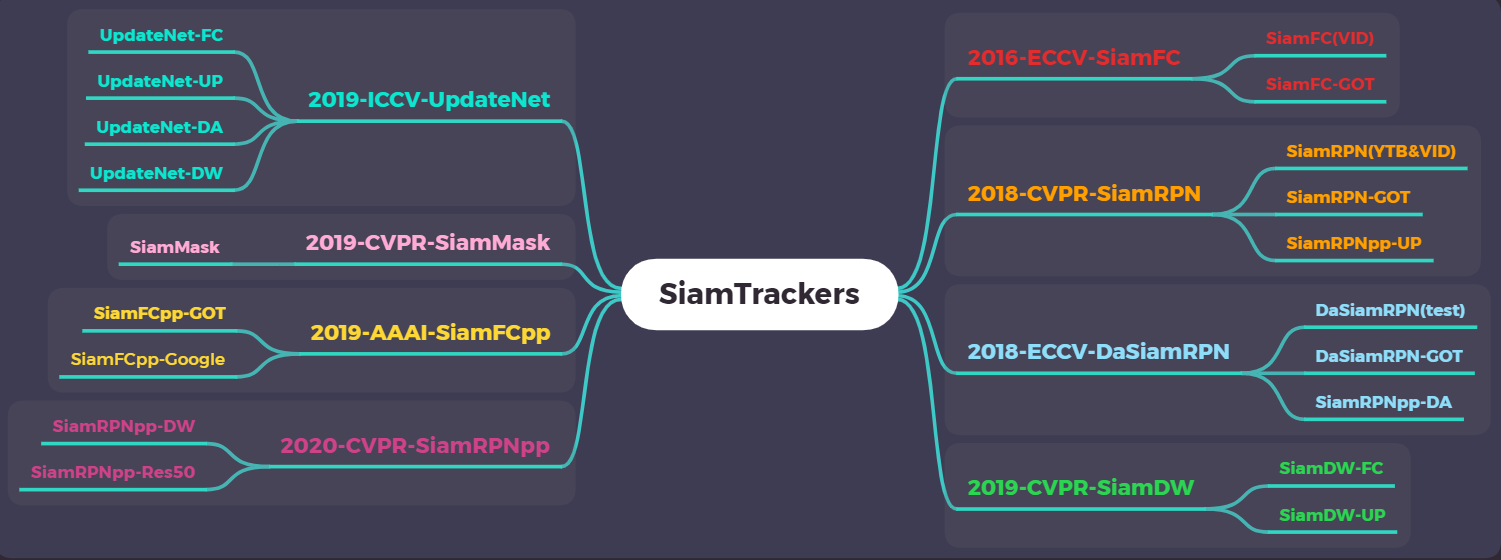 SiamTrackers
2019-ICCV-UpdateNet
UpdateNet-FC
UpdateNet-UP
UpdateNet-DA
UpdateNet-DW
2019-CVPR-SiamMask
SiamMask
2019-AAAI-SiamFCpp
SiamFCpp-GOT
SiamFCpp-Google
2020-CVPR-SiamRPNpp
SiamRPNpp-DW
SiamRPNpp-Res50
2016-ECCV-SiamFC
SiamFC(VID)
SiamFC-GOT
2018-CVPR-SiamRPN
SiamRPN(YTB&VID)
SiamRPN-GOT
SiamRPNpp-UP
2018-ECCV-DaSiamRPN
DaSiamRPN(test)
DaSiamRPN-GOT
SiamRPNpp-DA
2019-CVPR-SiamDW
SiamDW-FC
SiamDW-UP